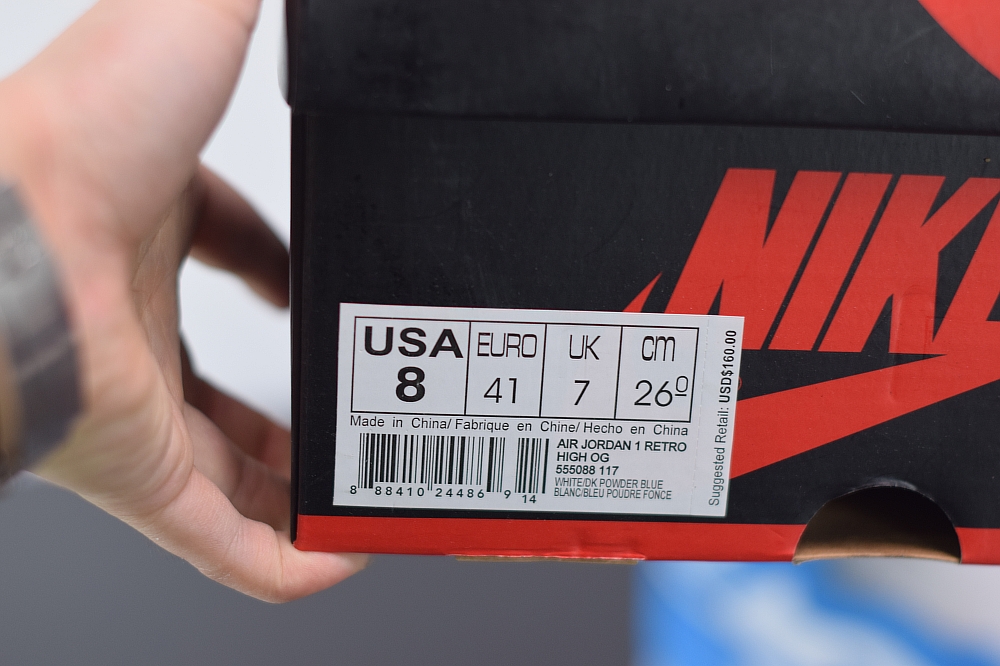 NIKE
USA EURO UK cm
8 41 7 26º
Made in China/ Fabrique en Chine/ Hecho en China
AIR JORDAN 1 RETRO
HIGH OG
555088 117
WHITE/DK POWDER BLUE
BLANC/BLEU POUDRE FONCE
8 88410 24486 9 14
Suggested Retail: USD$160.00